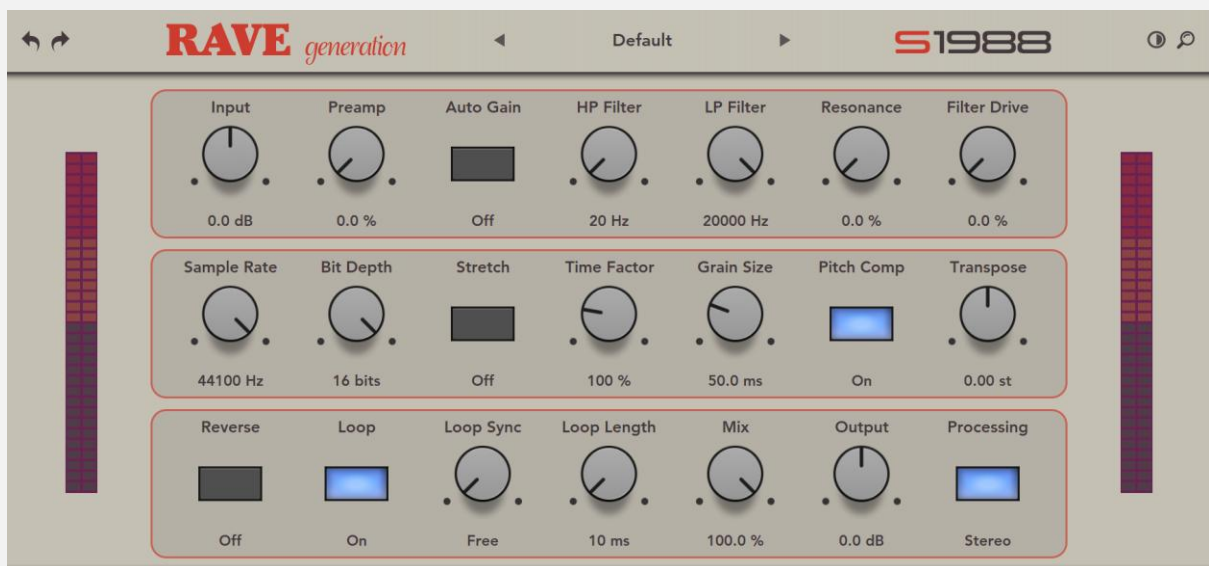 RAVE generation Default S1988
Input Preamp Auto Gain HP Filter LP Filter Resonance Filter Drive
0.0 dB 0.0 % Off 20 Hz 20000 Hz 0.0 % 0.0 %
Sample Rate Bit Depth Stretch Time Factor Grain Size Pitch Comp Transpose
44100 Hz 16 bits Off 100 % 50.0 ms On 0.00 st
Reverse Loop Loop Sync Loop Length Mix Output Processing
Off On Free 10 ms 100.0 % 0.0 dB Stereo